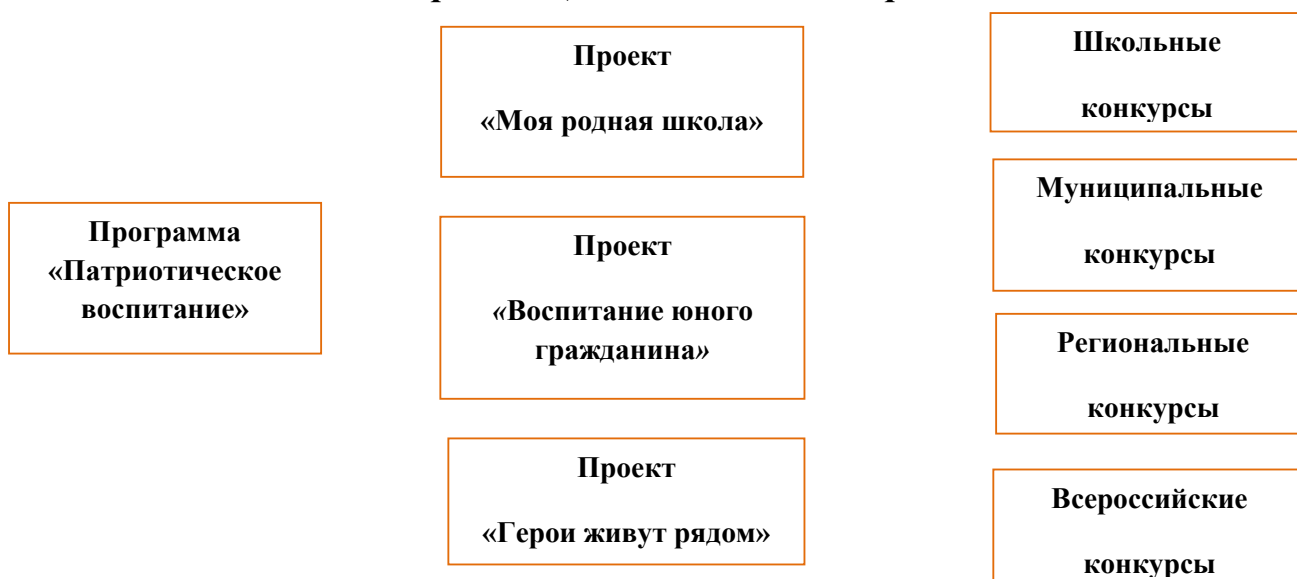 Программа
«Патриотическое
воспитание»
Проект
«Моя родная школа»
Проект
«Воспитание юного
гражданина»
Проект
«Герои живут рядом»
Школьные
конкурсы
Муниципальные
конкурсы
Региональные
конкурсы
Всероссийские
конкурсы